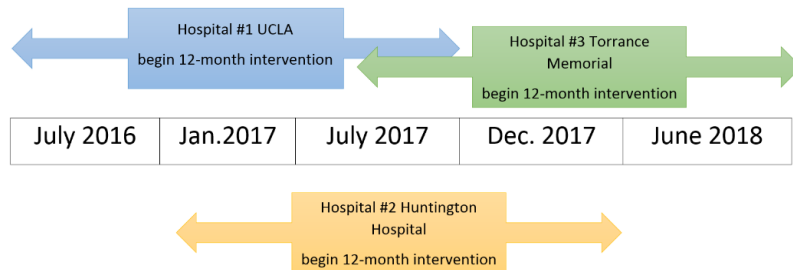 Hospital #1 UCLA
begin 12-month intervention
Hospital #3 Torrance
Memorial
begin 12-month intervention
July 2016
Jan.2017
July 2017
Dec. 2017
June 2018
Hospital #2 Huntington
Hospital
begin 12-month intervention